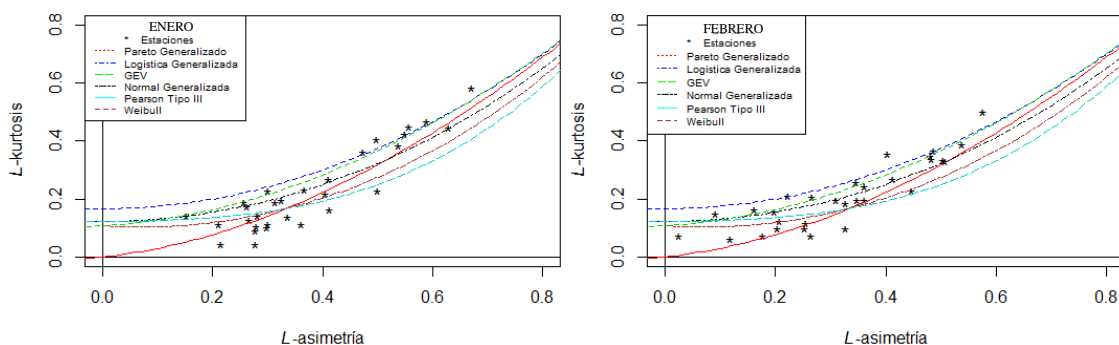 ENERO
* Estaciones
Pareto Generalizado
Logistica Generalizada
GEV
Normal Generalizada
Pearson Tipo III
Weibull
L-kurtosis
0.0 0.2 0.4 0.6 0.8
0.0 0.2 0.4 0.6 0.8
L-asimetría
FEBRERO
* Estaciones
Pareto Generalizado
Logistica Generalizada
GEV
Normal Generalizada
Pearson Tipo III
Weibull
L-kurtosis
0.0 0.2 0.4 0.6 0.8
0.0 0.2 0.4 0.6 0.8
L-asimetría